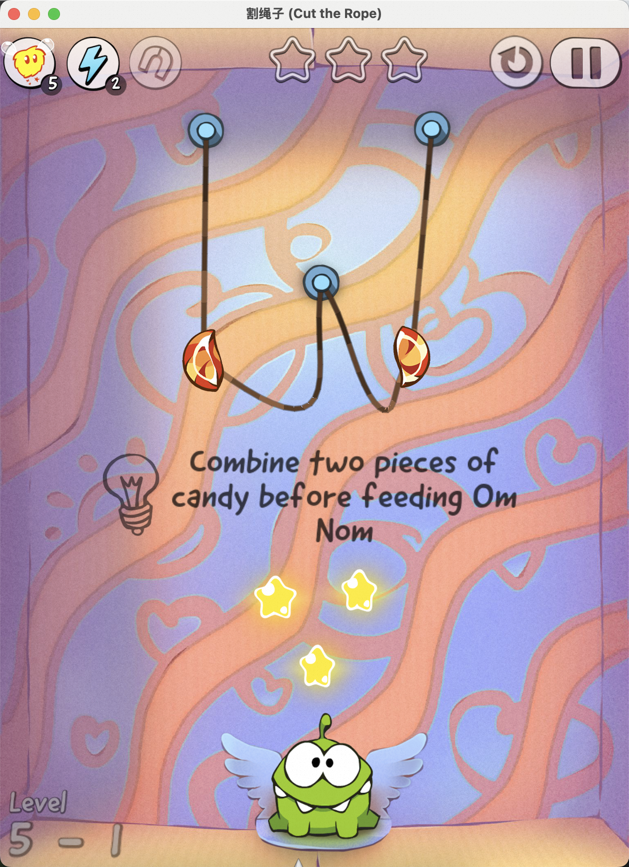 割绳子 (Cut the Rope)
5
2
Combine two pieces of
candy before feeding Om
Nom
Level
5 - 1